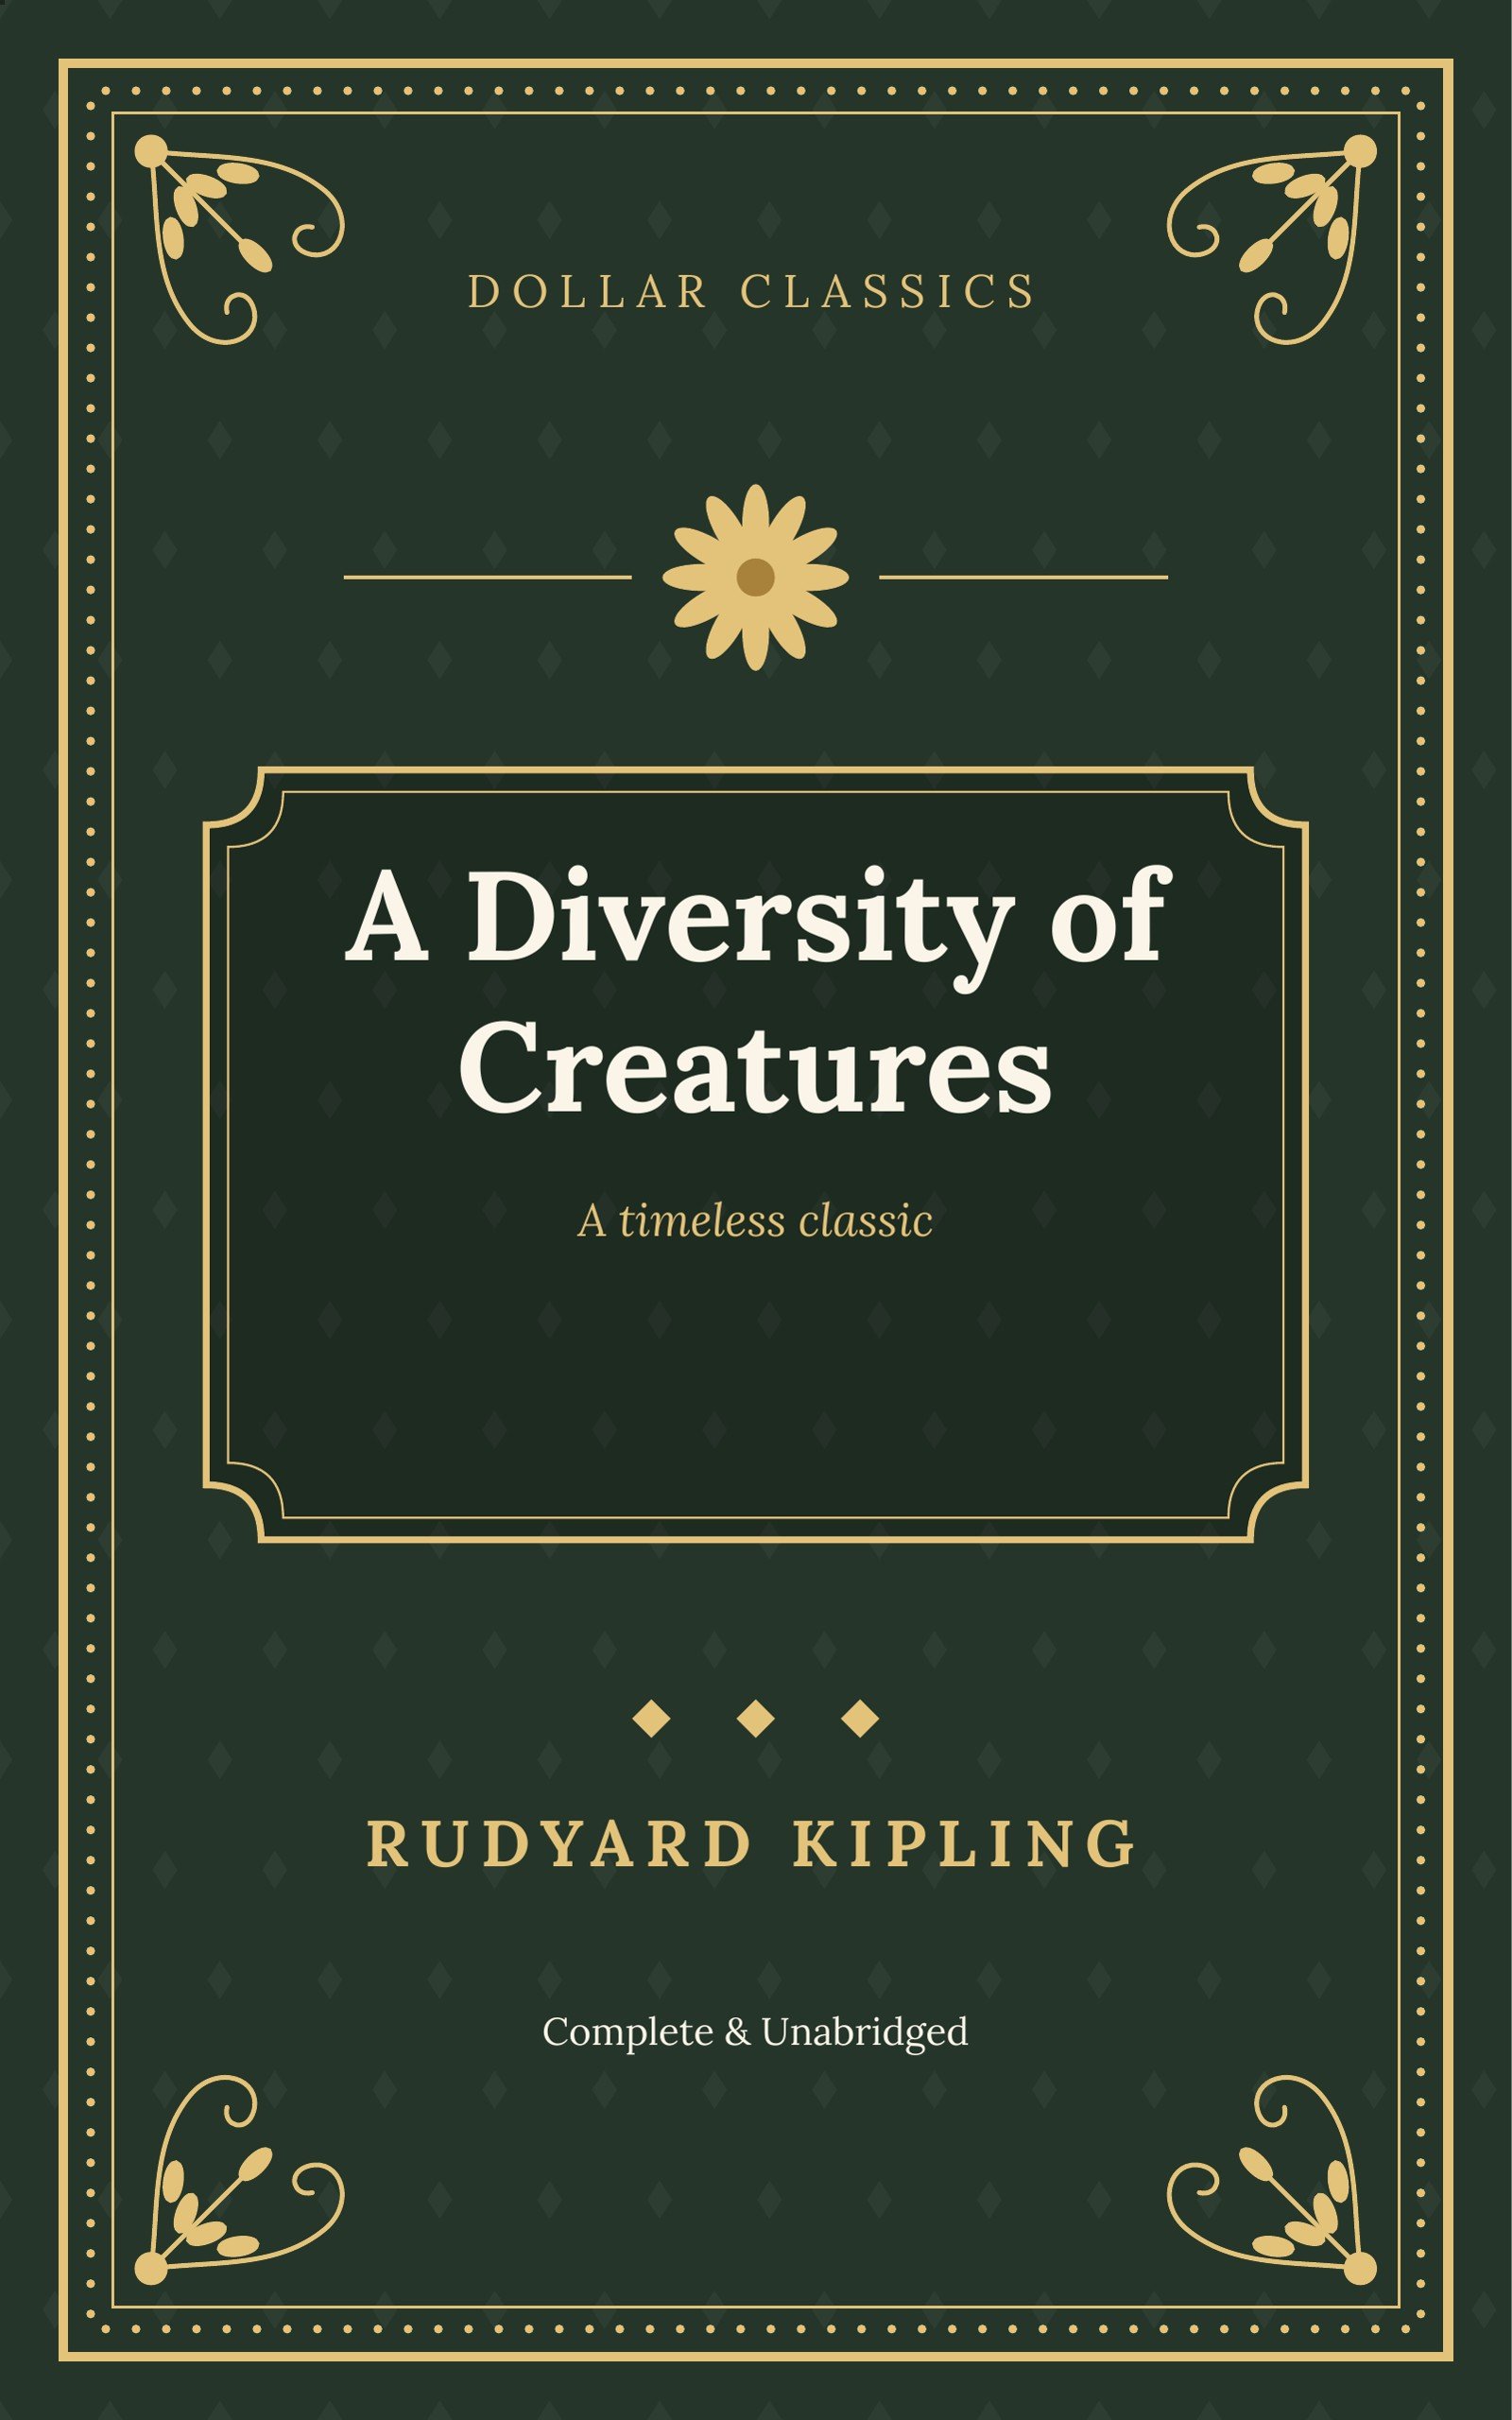 DOLLAR CLASSICS
A Diversity of
Creatures
A timeless classic
RUDYARD KIPLING
Complete & Unabridged